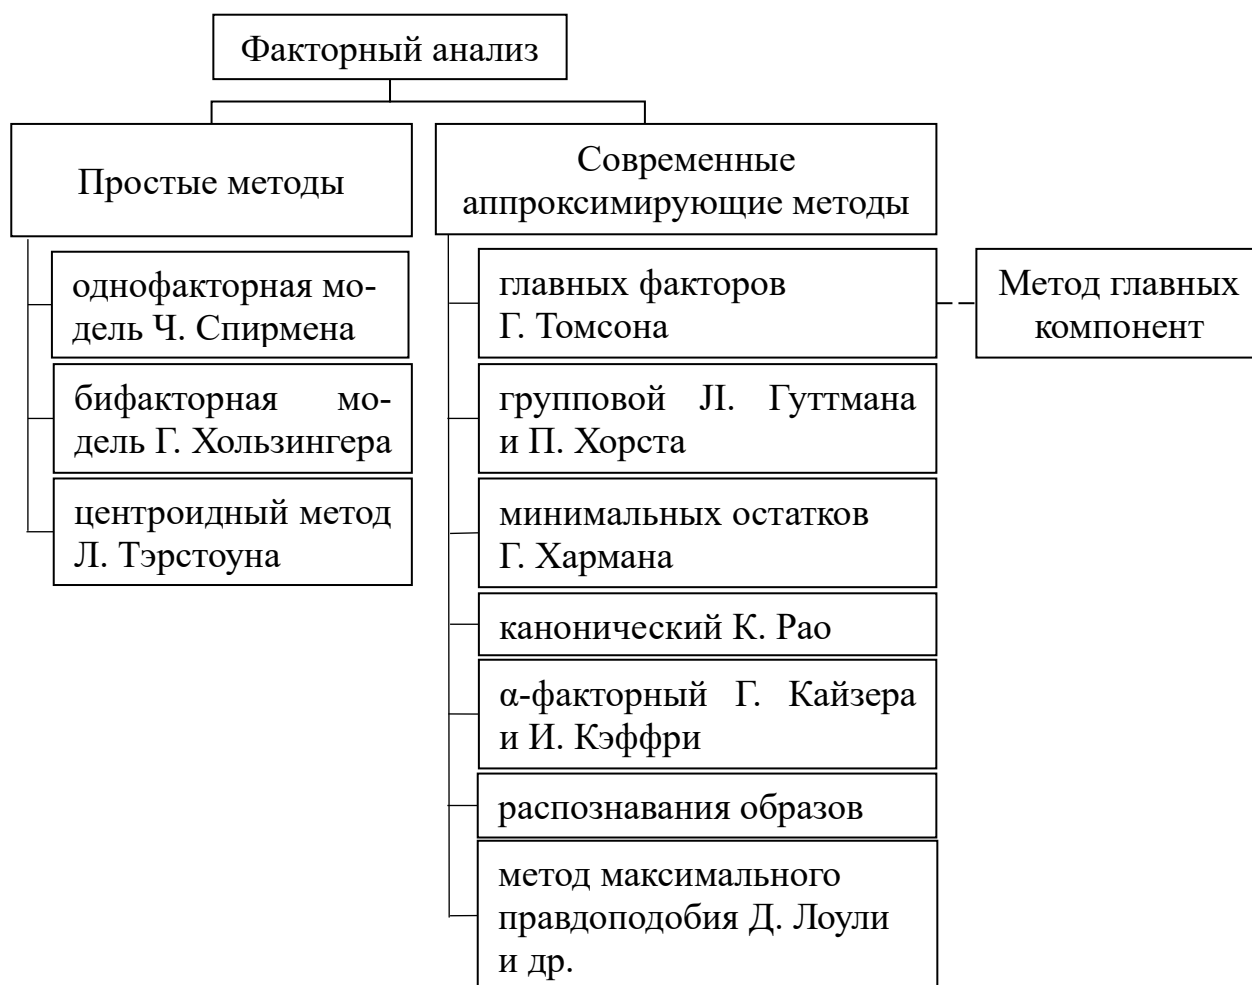 Факторный анализ
Простые методы
однофакторная мо-
дель Ч. Спирмена
бифакторная мо-
дель Г. Хользингера
центроидный метод
Л. Тэрстоуна
Современные
аппроксимирующие методы
главных факторов
Г. Томсона
групповой Л. Гуттмана
и П. Хорста
минимальных остатков
Г. Хармана
канонический К. Рао
α-факторный Г. Кайзера
и И. Кэффри
распознавания образов
метод максимального
правдоподобия Д. Лоули
и др.
Метод главных
компонент